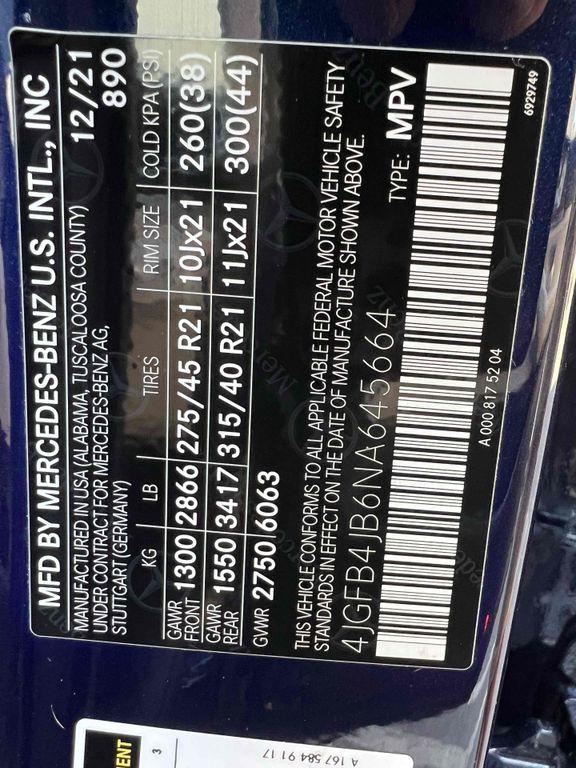 MFD BY MERCEDES-BENZ U.S. INTL., INC
12/21
MANUFACTURED IN USA (ALABAMA, TUSCALOOSA COUNTY)
890
UNDER CONTRACT FOR MERCEDES-BENZ AG,
STUTTGART/GERMANY
KG LB TIRES RIM SIZE COLD KPA (PSI)
GAWR FRONT 1300 2866 275/45 R21 10Jx21 260(38)
GAWR REAR 1550 3417 315/40 R21 11Jx21 300(44)
GVWR 2750 6063
THIS VEHICLE CONFORMS TO ALL APPLICABLE FEDERAL MOTOR VEHICLE SAFETY
STANDARDS IN EFFECT ON THE DATE OF MANUFACTURE SHOWN ABOVE.
4JGFB4JB6NA645664 TYPE: MPV
A 000 817 52 04
6929749
3
A 167 584 91 17